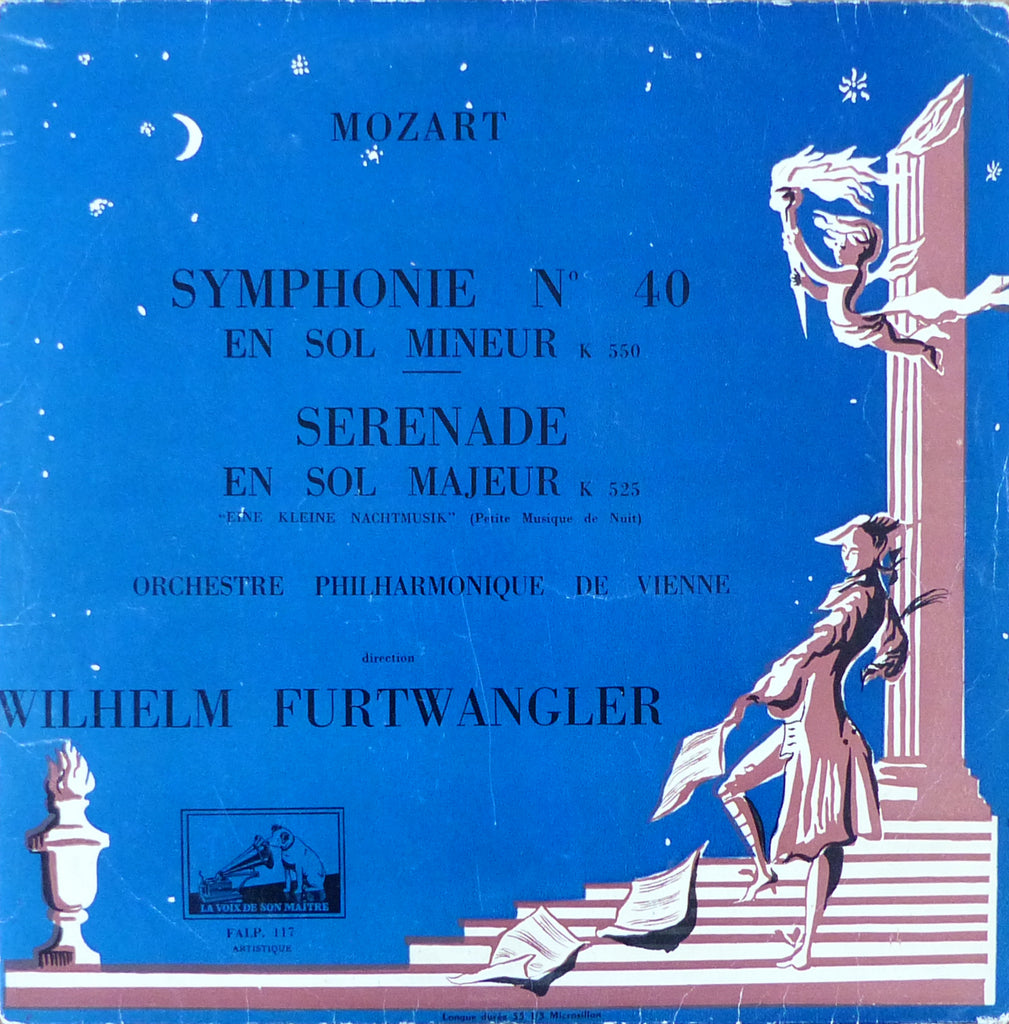 MOZART
SYMPHONIE Nº 40
EN SOL MINEUR K 550
SERENADE
EN SOL MAJEUR K 525
"EINE KLEINE NACHTMUSIK" (Petite Musique de Nuit)
ORCHESTRE PHILHARMONIQUE DE VIENNE
direction
WILHELM FURTWANGLER
LA VOIX DE SON MAITRE
FALP. 117
ARTISTIQUE
Longue durée 33 1/3 Microsillon